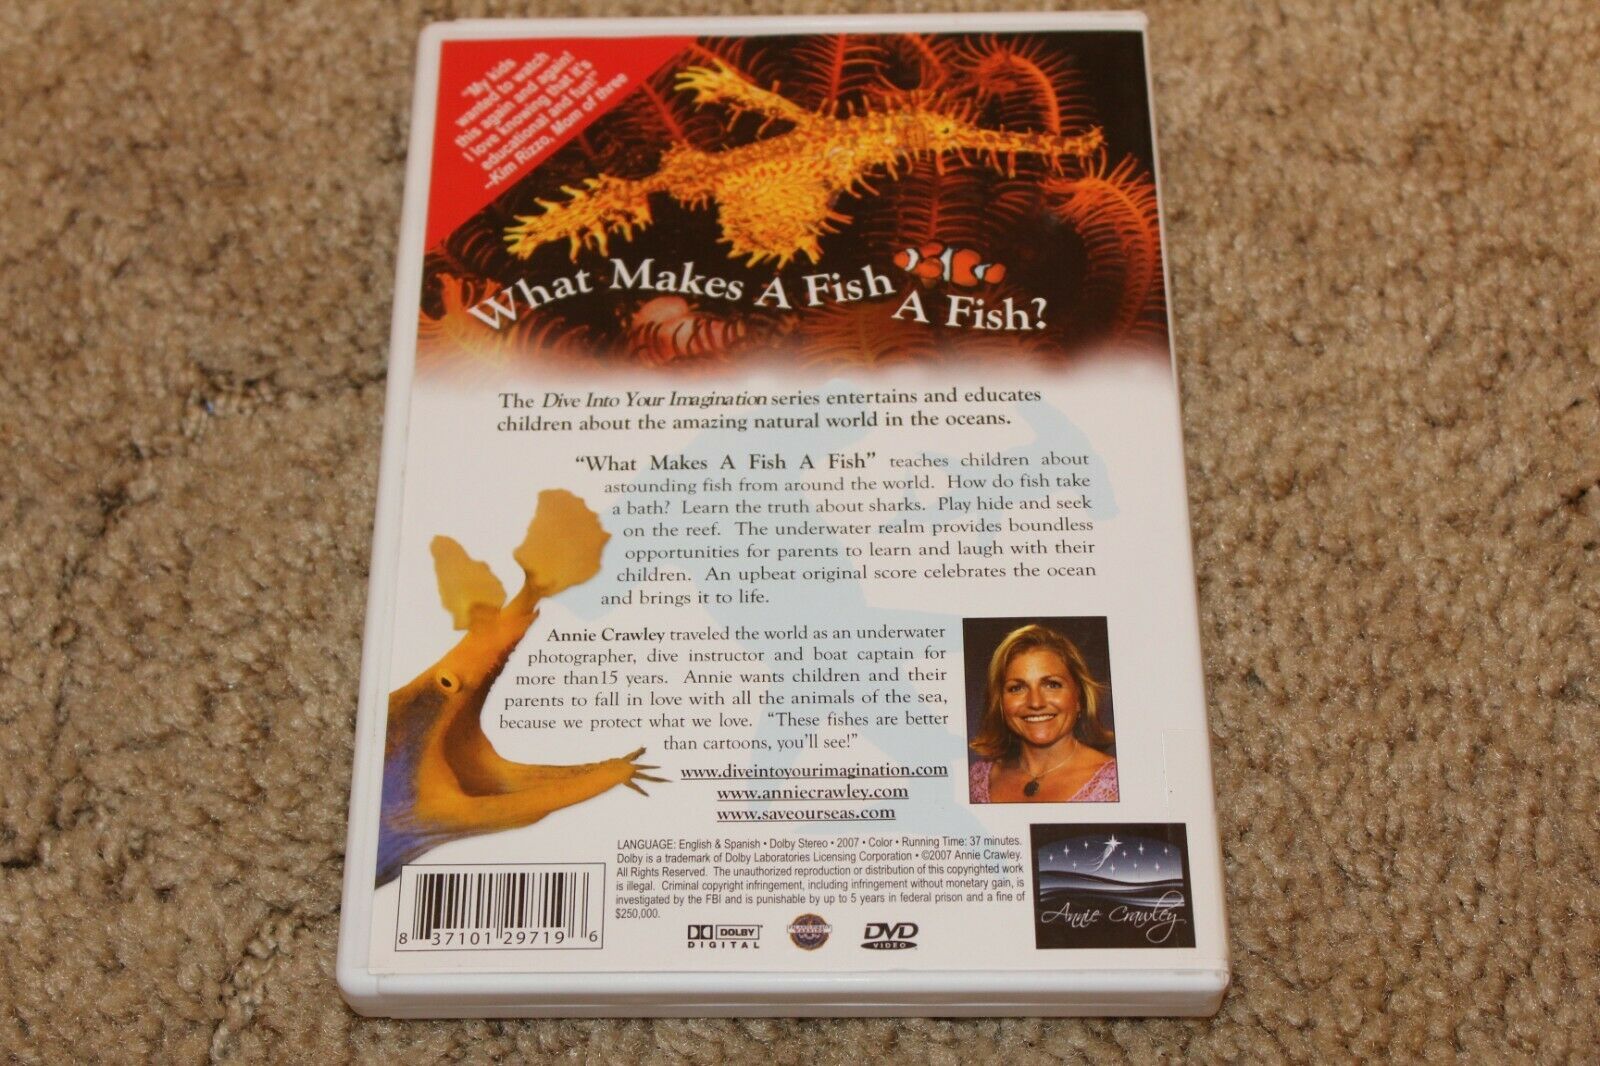 "My kids
wanted to watch
this again and again!
I love knowing that it's
educational and fun!"
--Kim Rizzo, Mom of three
What Makes A Fish
A Fish?
The Dive Into Your Imagination series entertains and educates
children about the amazing natural world in the oceans.
"What Makes A Fish A Fish" teaches children about
astounding fish from around the world. How do fish take
a bath? Learn the truth about sharks. Play hide and seek
on the reef. The underwater realm provides boundless
opportunities for parents to learn and laugh with their
children. An upbeat original score celebrates the ocean
and brings it to life.
Annie Crawley traveled the world as an underwater
photographer, dive instructor and boat captain for
more than15 years. Annie wants children and their
parents to fall in love with all the animals of the sea,
because we protect what we love. "These fishes are better
than cartoons, you'll see!"
www.diveintoyourimagination.com
www.anniecrawley.com
www.saveourseas.com
LANGUAGE: English & Spanish • Dolby Stereo • 2007 • Color • Running Time: 37 minutes.
Dolby is a trademark of Dolby Laboratories Licensing Corporation • ©2007 Annie Crawley.
All Rights Reserved. The unauthorized reproduction or distribution of this copyrighted work
is illegal. Criminal copyright infringement, including infringement without monetary gain, is
investigated by the FBI and is punishable by up to 5 years in federal prison and a fine of
$250,000.
8 37101 29719 6
DOLBY
DIGITAL
DVD
VIDEO
Annie Crawley